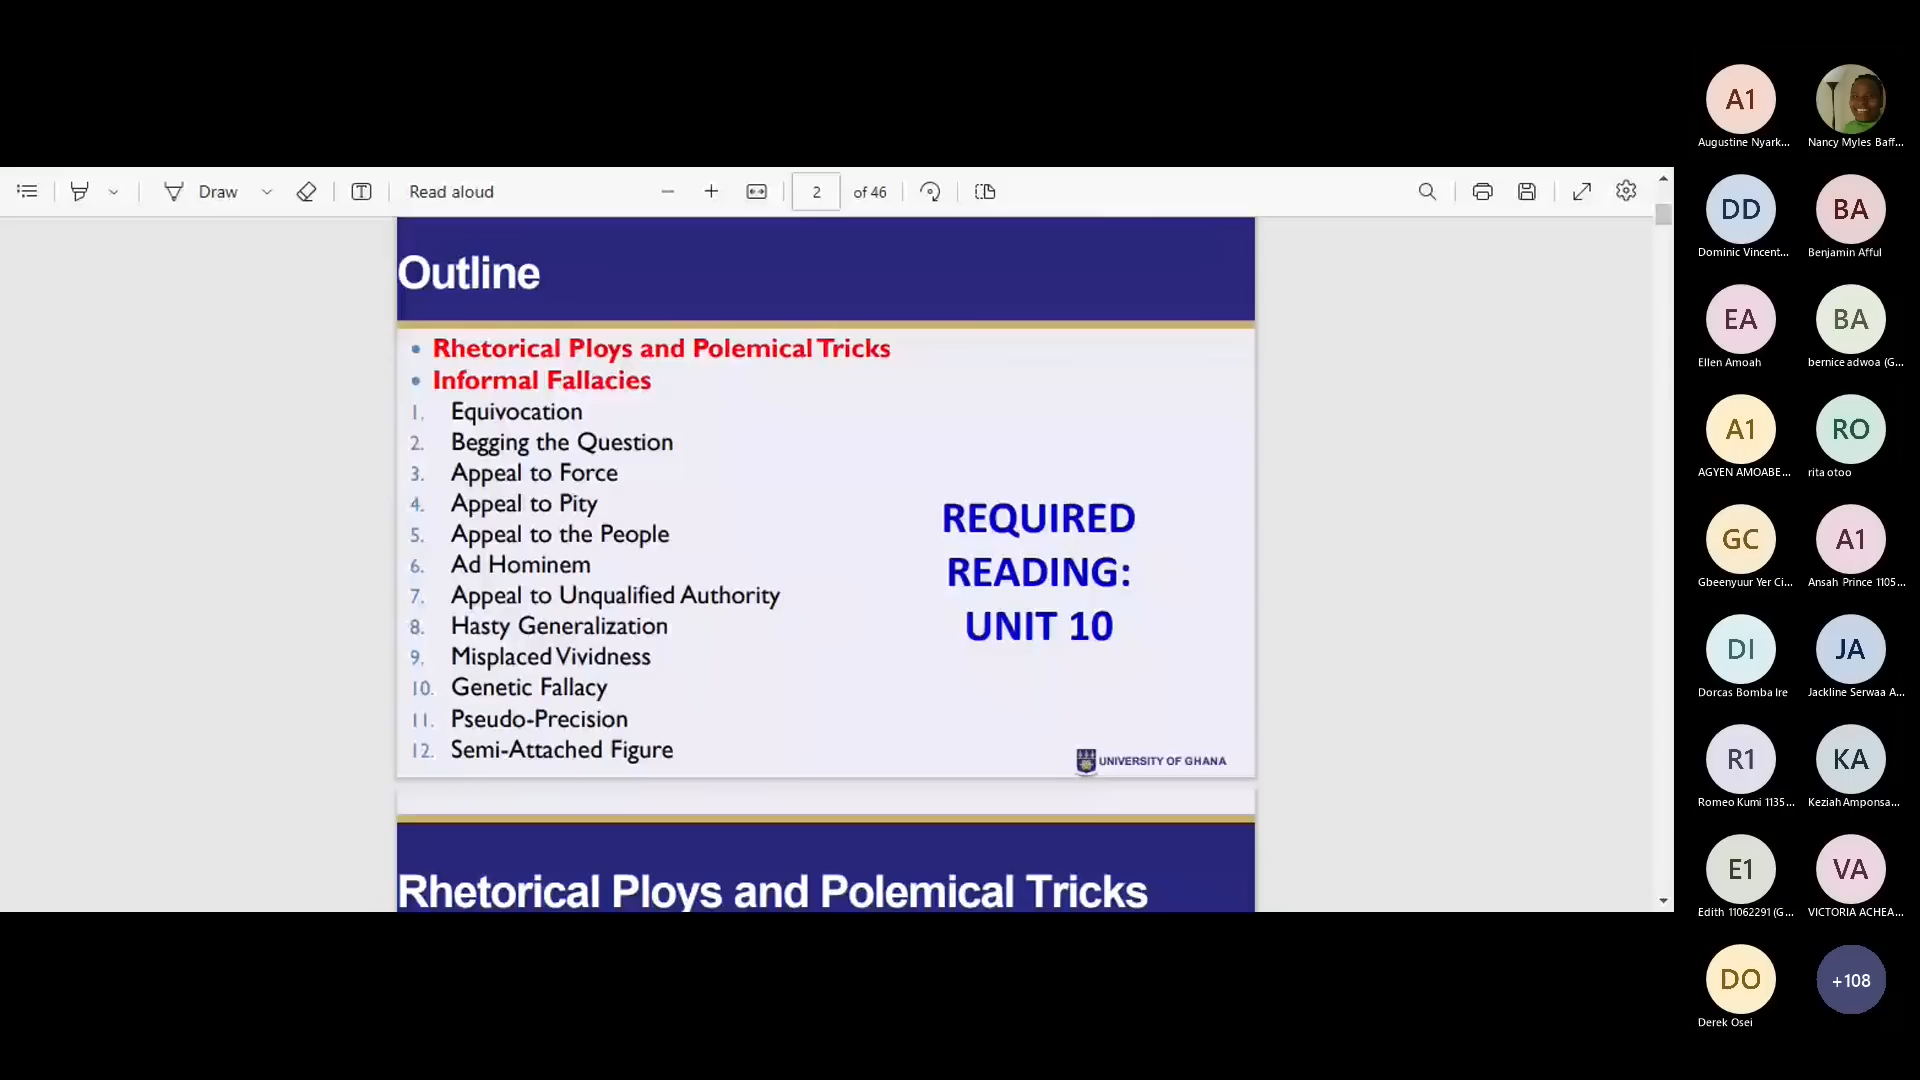 Read aloud
2
of 46
Outline
• Rhetorical Ploys and Polemical Tricks
• Informal Fallacies
1. Equivocation
2. Begging the Question
3. Appeal to Force
4. Appeal to Pity
5. Appeal to the People
6. Ad Hominem
7. Appeal to Unqualified Authority
8. Hasty Generalization
9. Misplaced Vividness
10. Genetic Fallacy
11. Pseudo-Precision
12. Semi-Attached Figure
REQUIRED
READING:
UNIT 10
UNIVERSITY OF GHANA
Rhetorical Ploys and Polemical Tricks
Draw
A1
Augustine Nyark...
Nancy Myles Baff...
DD
Dominic Vincent...
BA
Benjamin Afful
EA
Ellen Amoah
BA
bernice adwoa (G...
A1
AGYEN AMOABE...
RO
rita otoo
GC
Gbeenyuur Yer Ci...
A1
Ansah Prince 1105...
DI
Dorcas Bomba Ire
JA
Jackline Serwaa A...
R1
Romeo Kumi 1135...
KA
Keziah Amponsa...
E1
Edith 11062291 (G...
VA
VICTORIA ACHEA...
DO
Derek Osei
+108